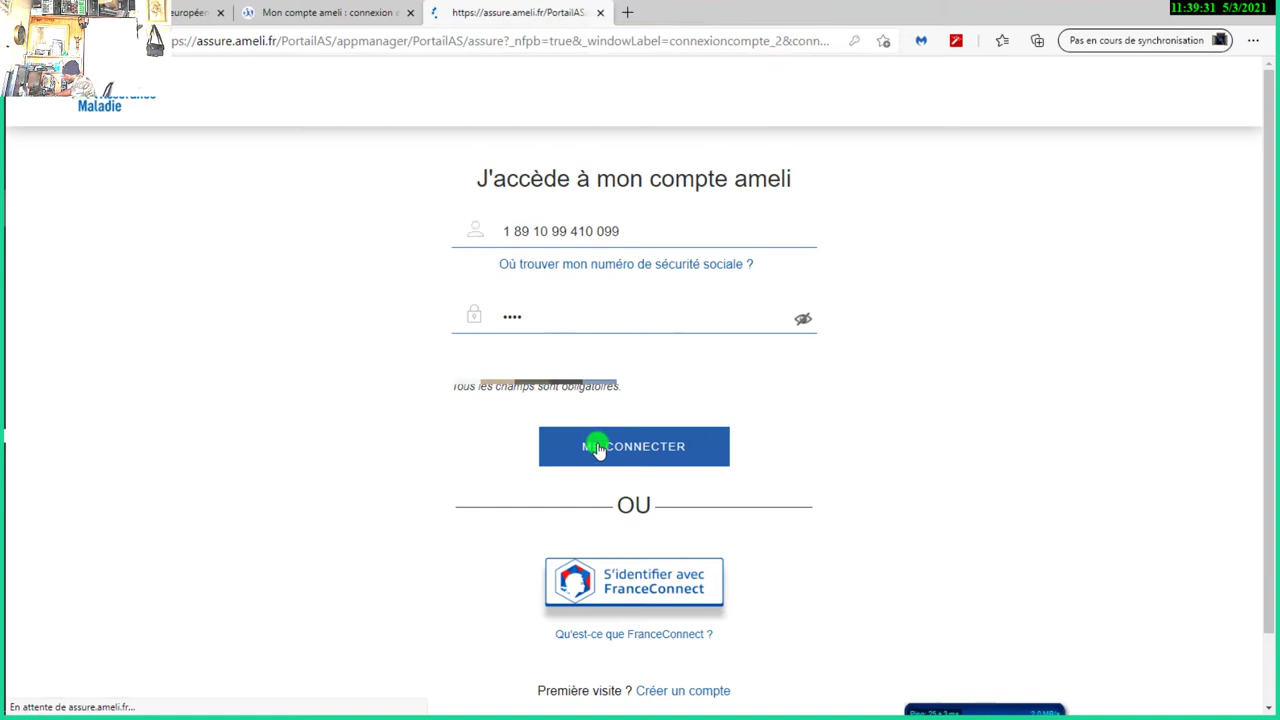 11:39:31 5/3/2021
européen
Mon compte ameli : connexion e
https://assure.ameli.fr/PortailAS
ps://assure.ameli.fr/PortailAS/appmanager/PortailAS/assure?_nfpb=true&_windowLabel=connexioncompte_2&conn...
Pas en cours de synchronisation
Maladie
J'accède à mon compte ameli
1 89 10 99 410 099
Où trouver mon numéro de sécurité sociale ?
••••
Tous les champs sont obligatoires.
ME CONNECTER
OU
S'identifier avec
FranceConnect
Qu'est-ce que FranceConnect ?
Première visite ? Créer un compte
En attente de assure.ameli.fr...